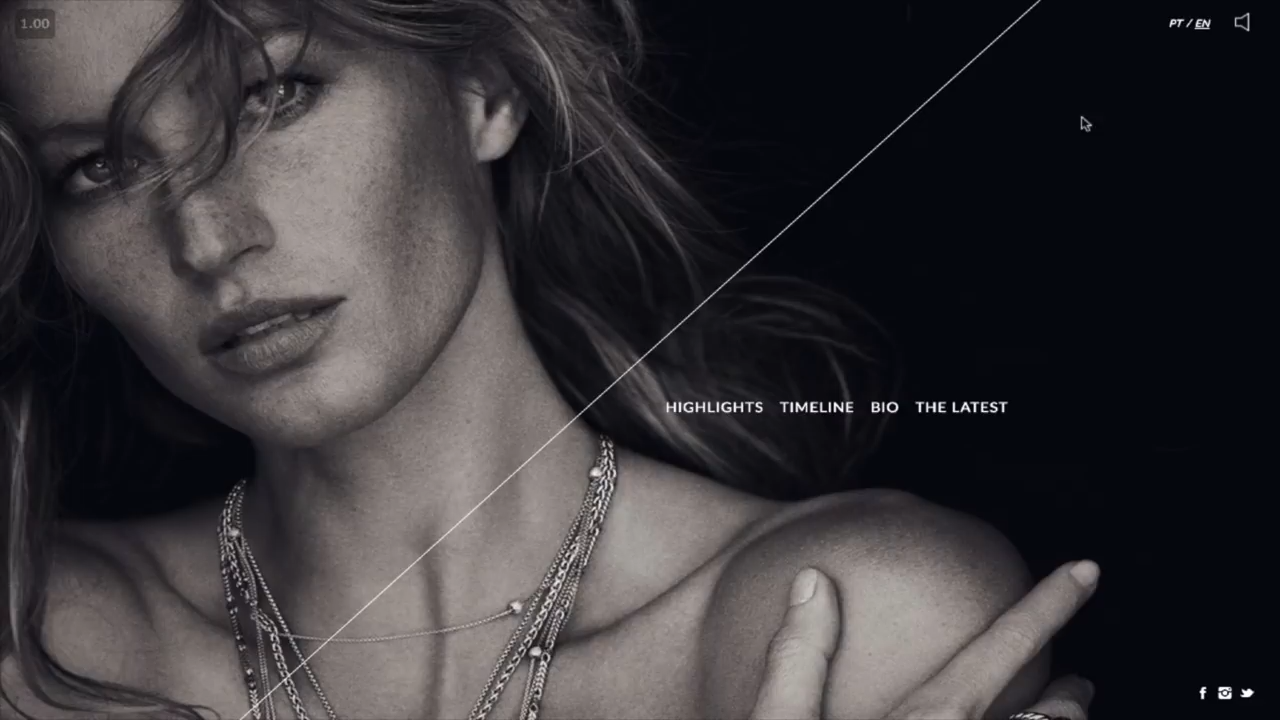 1.00
PT / EN
HIGHLIGHTS TIMELINE BIO THE LATEST